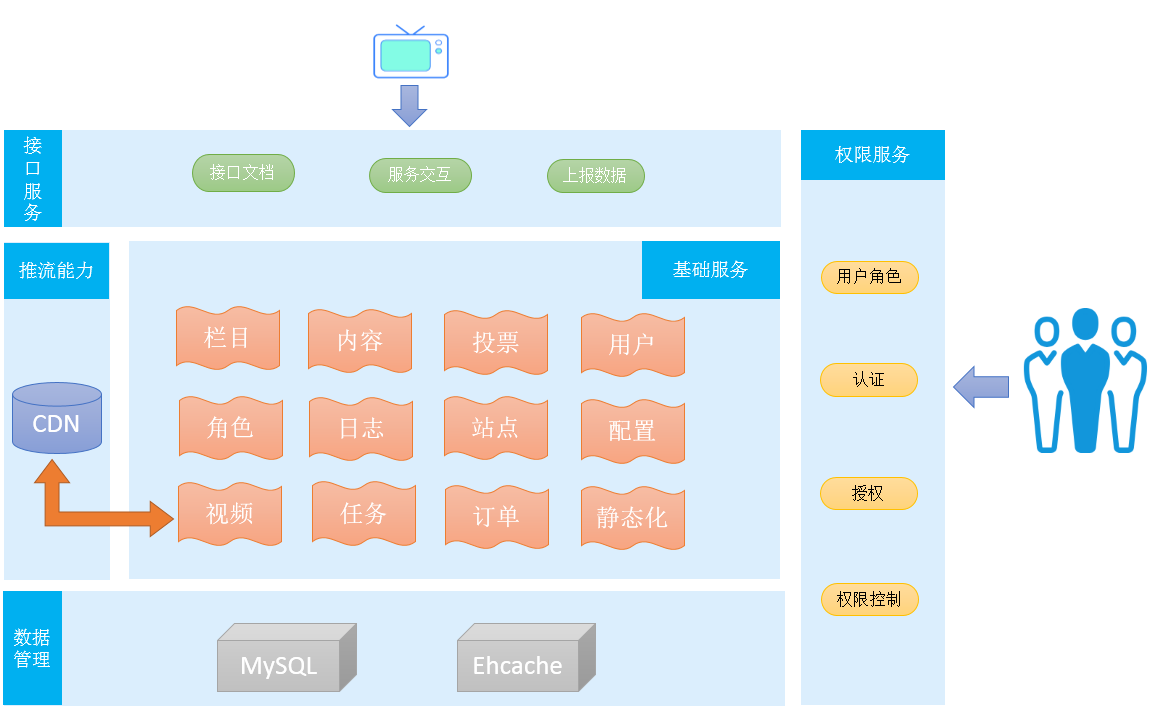 接
口
服
务
接口文档
服务交互
上报数据
权限服务
推流能力
基础服务
用户角色
栏目
内容
投票
用户
认证
CDN
角色
日志
站点
配置
授权
视频
任务
订单
静态化
权限控制
数据
管理
MySQL
Ehcache